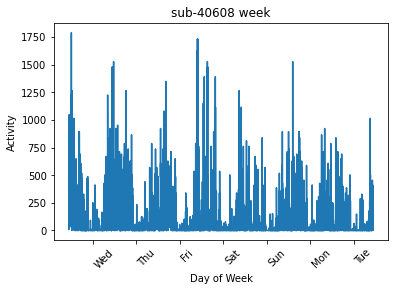 sub-40608 week
Activity
1750
1500
1250
1000
750
500
250
0
Wed
Thu
Fri
Sat
Sun
Mon
Tue
Day of Week